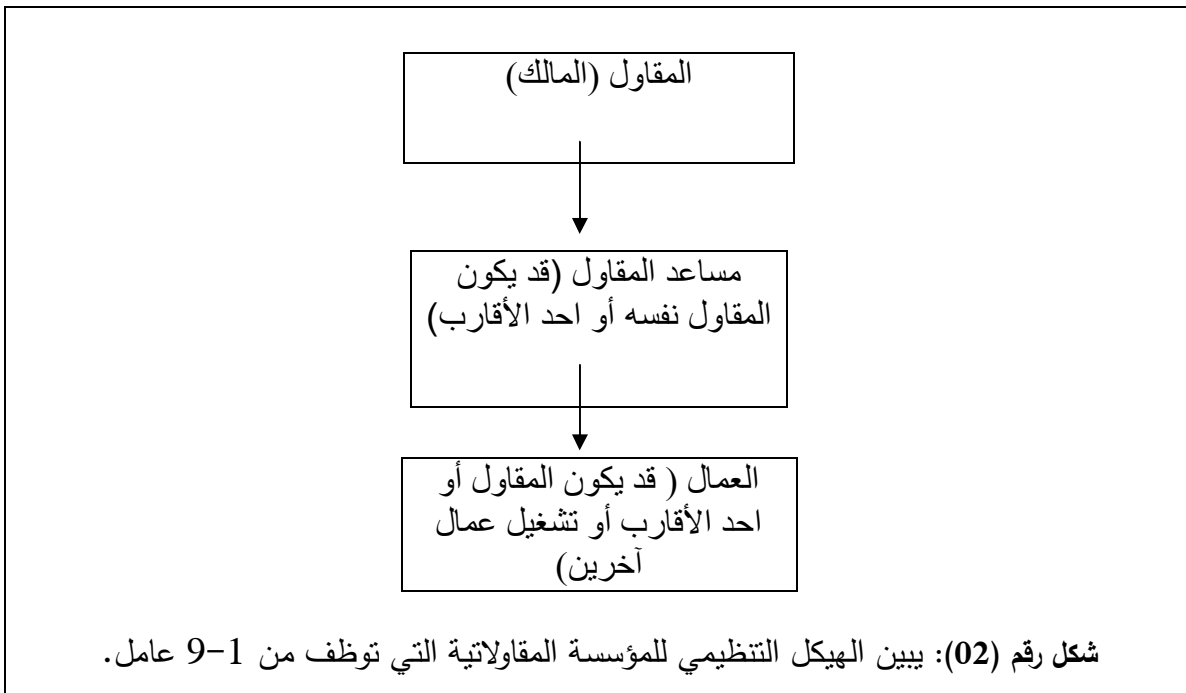 المقاول (المالك)
مساعد المقاول (قد يكون
المقاول نفسه أو احد الأقارب)
العمال ( قد يكون المقاول أو
احد الأقارب أو تشغيل عمال
آخرين)
شكل رقم (02): يبين الهيكل التنظيمي للمؤسسة المقاولاتية التي توظف من 1-9 عامل.